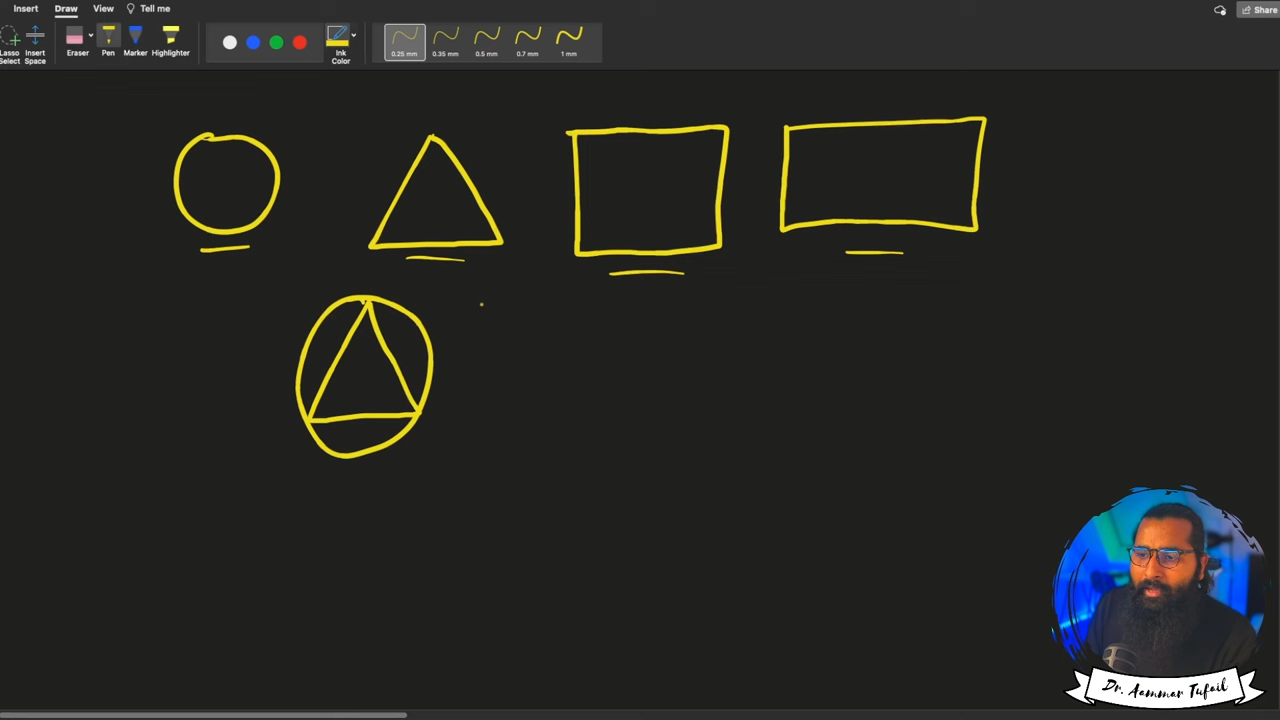 Insert Draw View Tell me Share
Lasso Select
Insert Space
Eraser
Pen
Marker
Highlighter
Ink Color
0.25 mm
0.35 mm
0.5 mm
0.7 mm
1 mm
Dr. Aammar Tufail